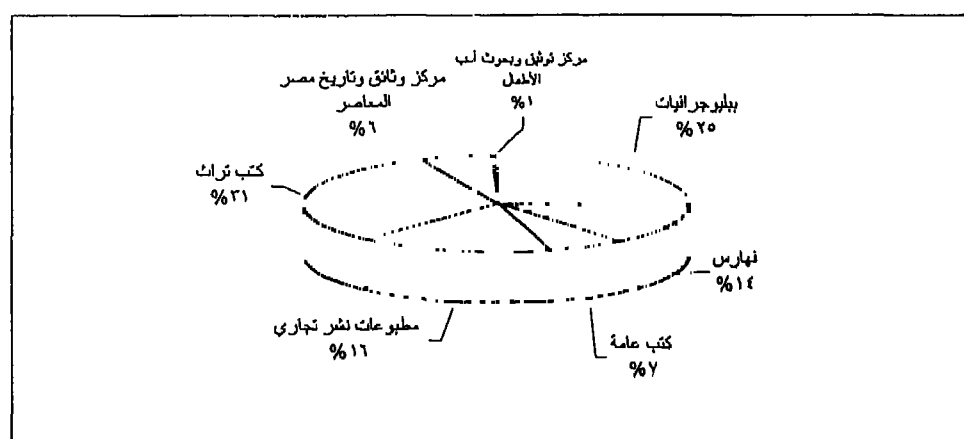 مركز توثيق وبحوث أدب
الأطفال
%١
مركز وثائق وتاريخ مصر
المعاصر
%٦
ببليوجرافيات
%٢٥
كتب تراث
%٣١
فهارس
%١٤
مطبوعات نشر تجاري
%١٦
كتب عامة
%٧